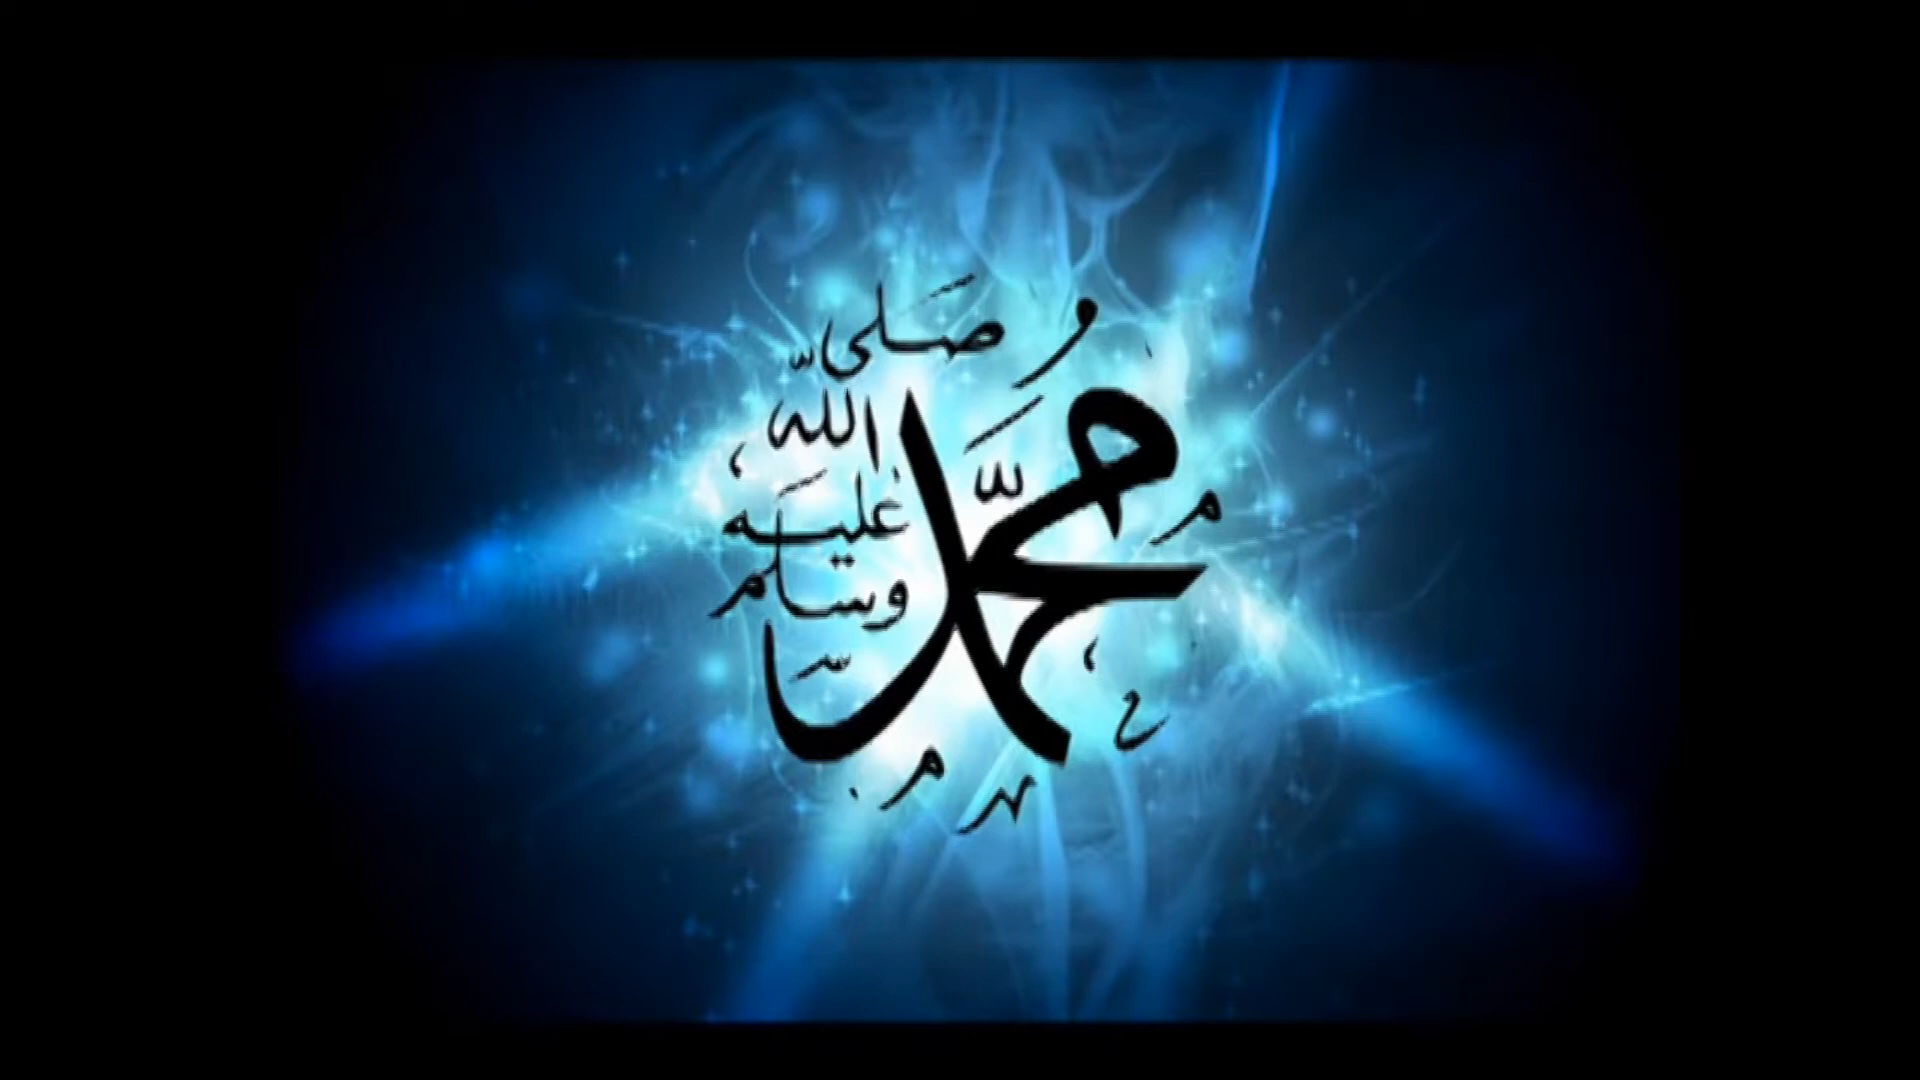 محمد
صلى
الله
عليه
وسلم